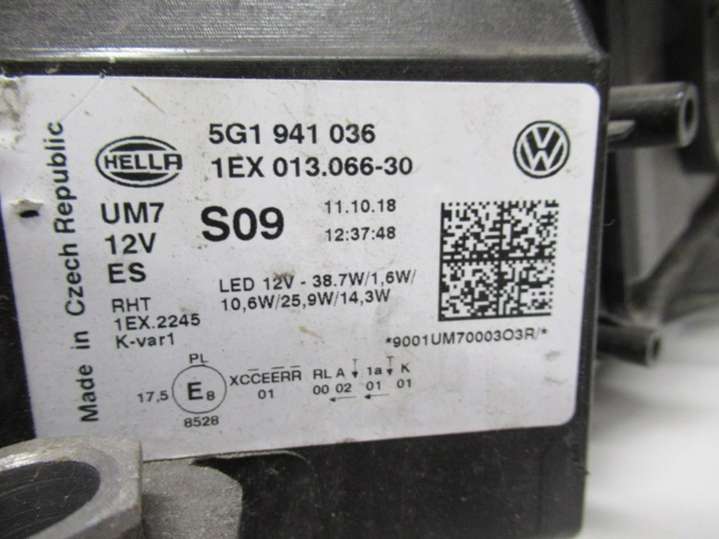 Made in Czech Republic
HELLA
5G1 941 036
1EX 013.066-30
VW
UM7
12V
ES
S09
11.10.18
12:37:48
LED 12V - 38.7W/1,6W/
10,6W/25,9W/14,3W
RHT
1EX.2245
K-var1
*9001UM70003O3R/*
PL
17,5 E8 XCCEERR RL A 1a K
01 00 02 01 01
8528